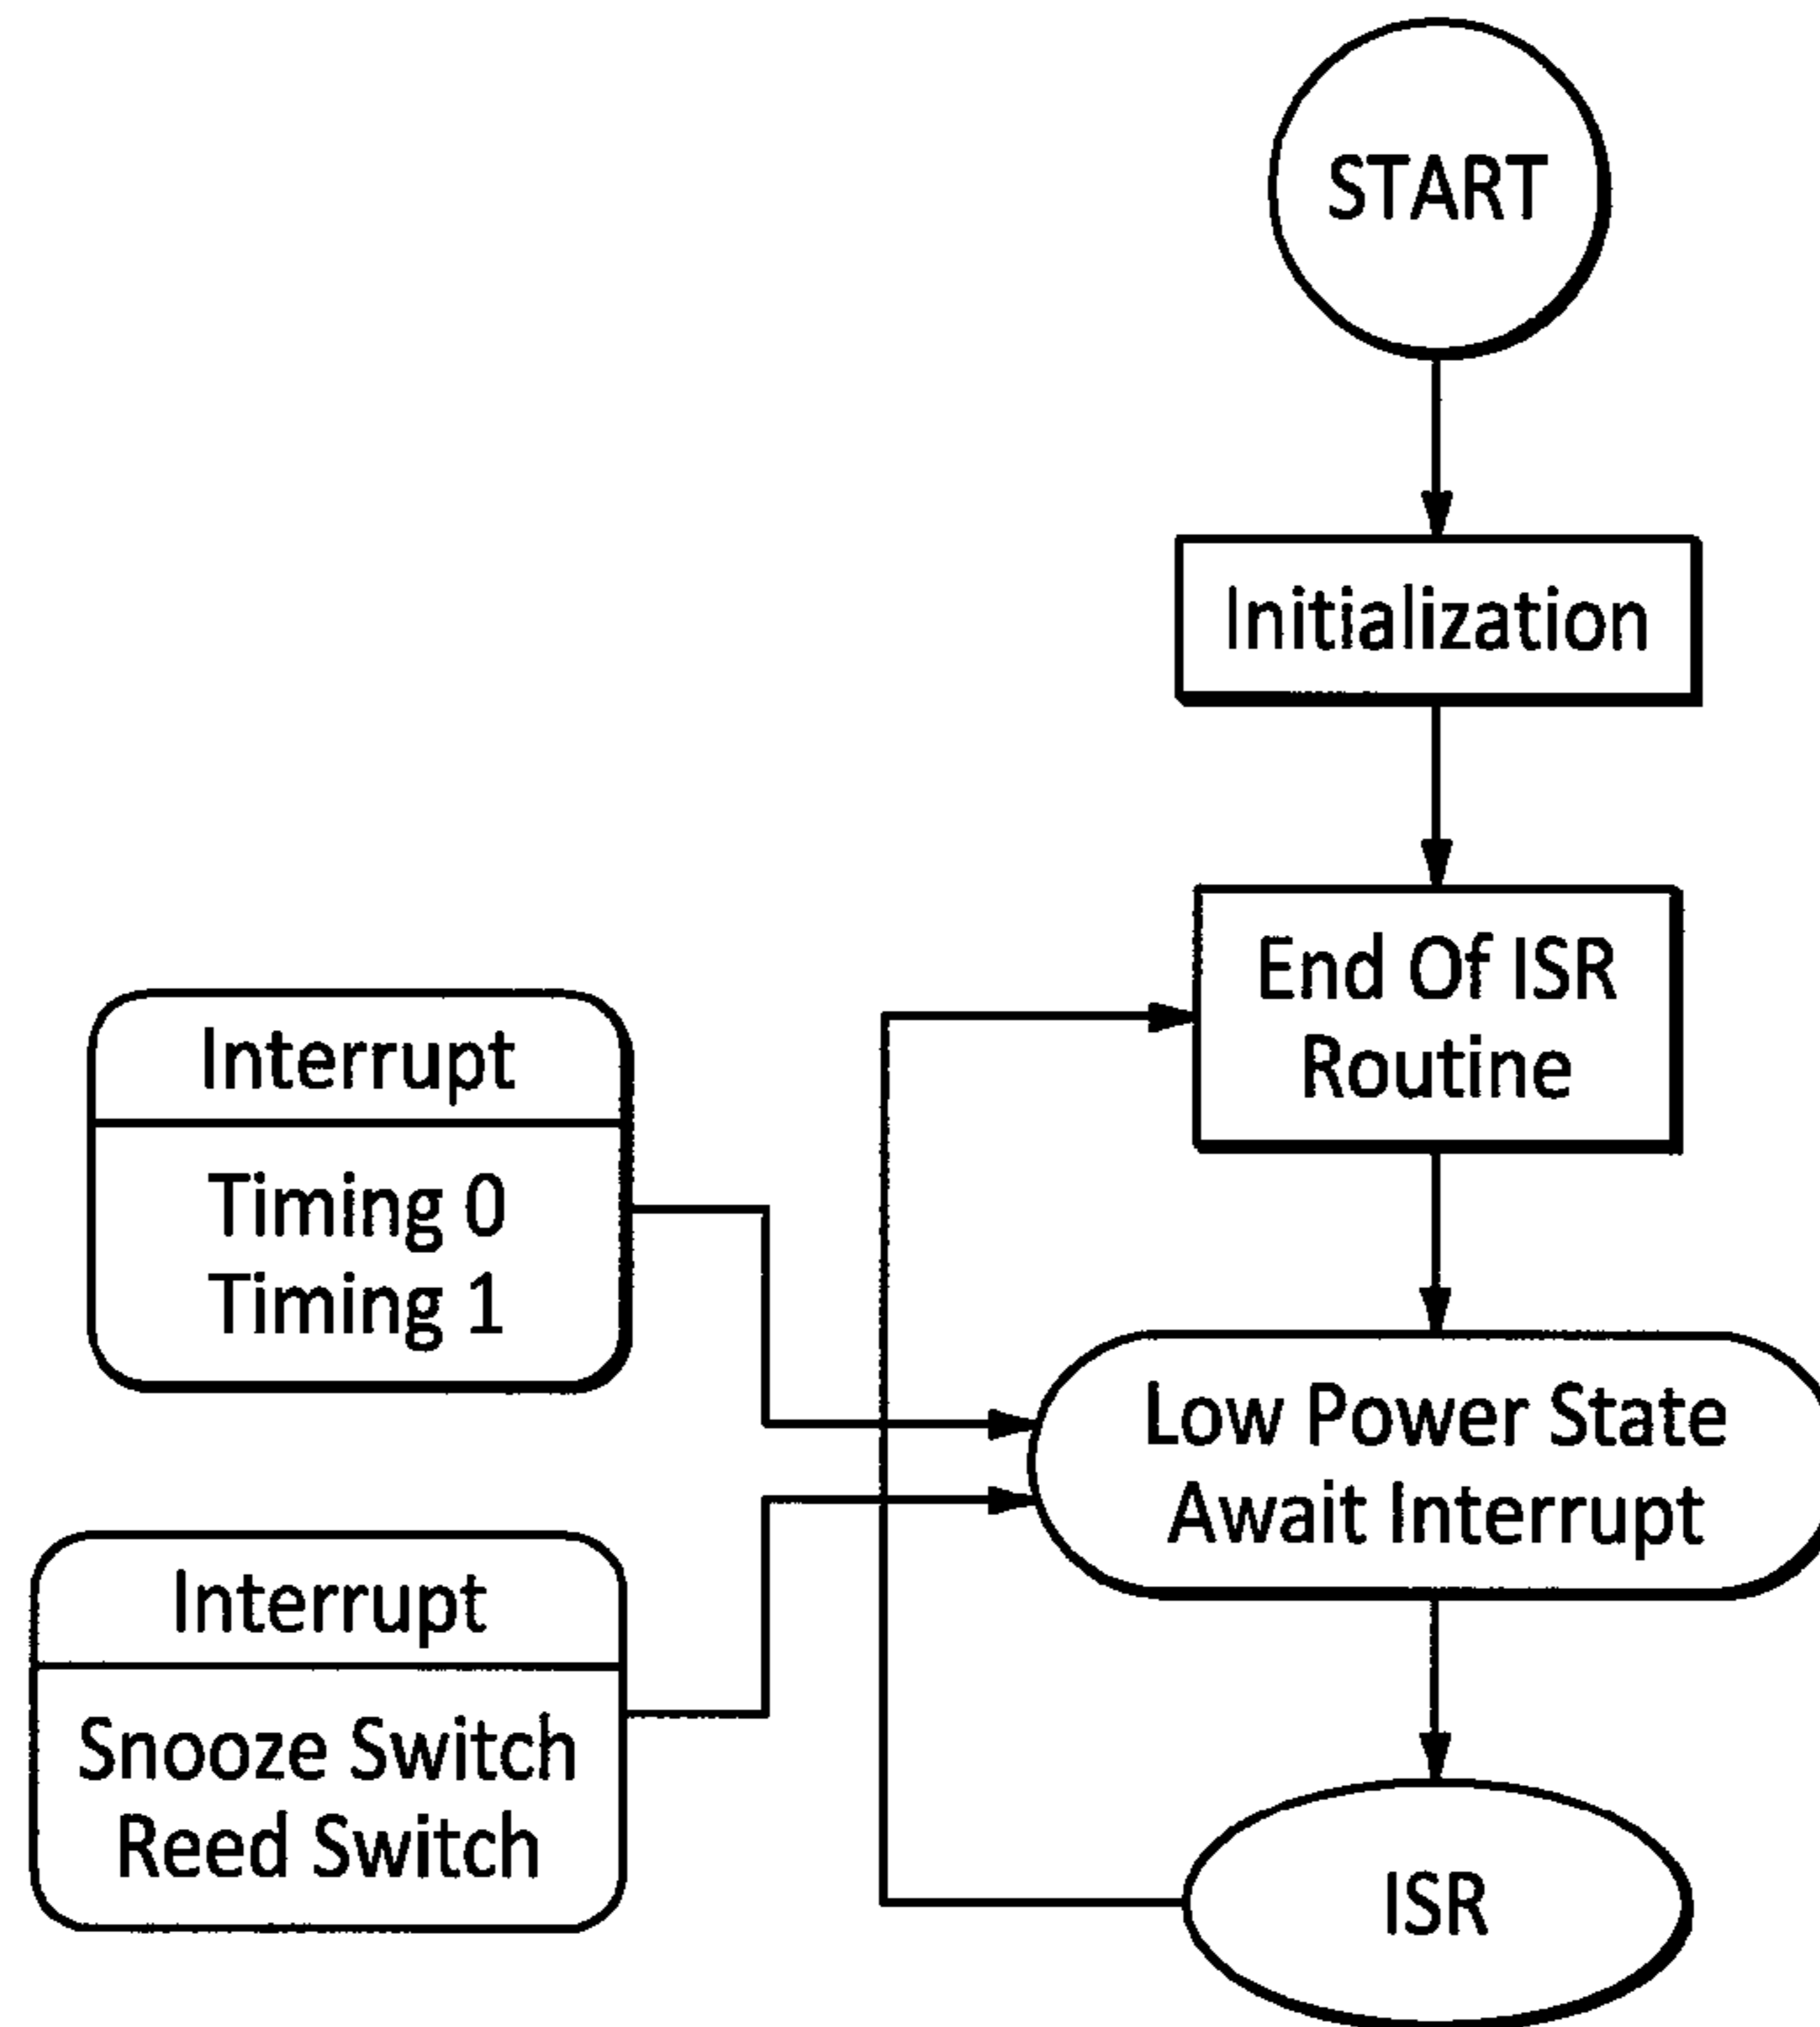 START
Initialization
End Of ISR
Routine
Interrupt
Timing 0
Timing 1
Low Power State
Await Interrupt
Interrupt
Snooze Switch
Reed Switch
ISR